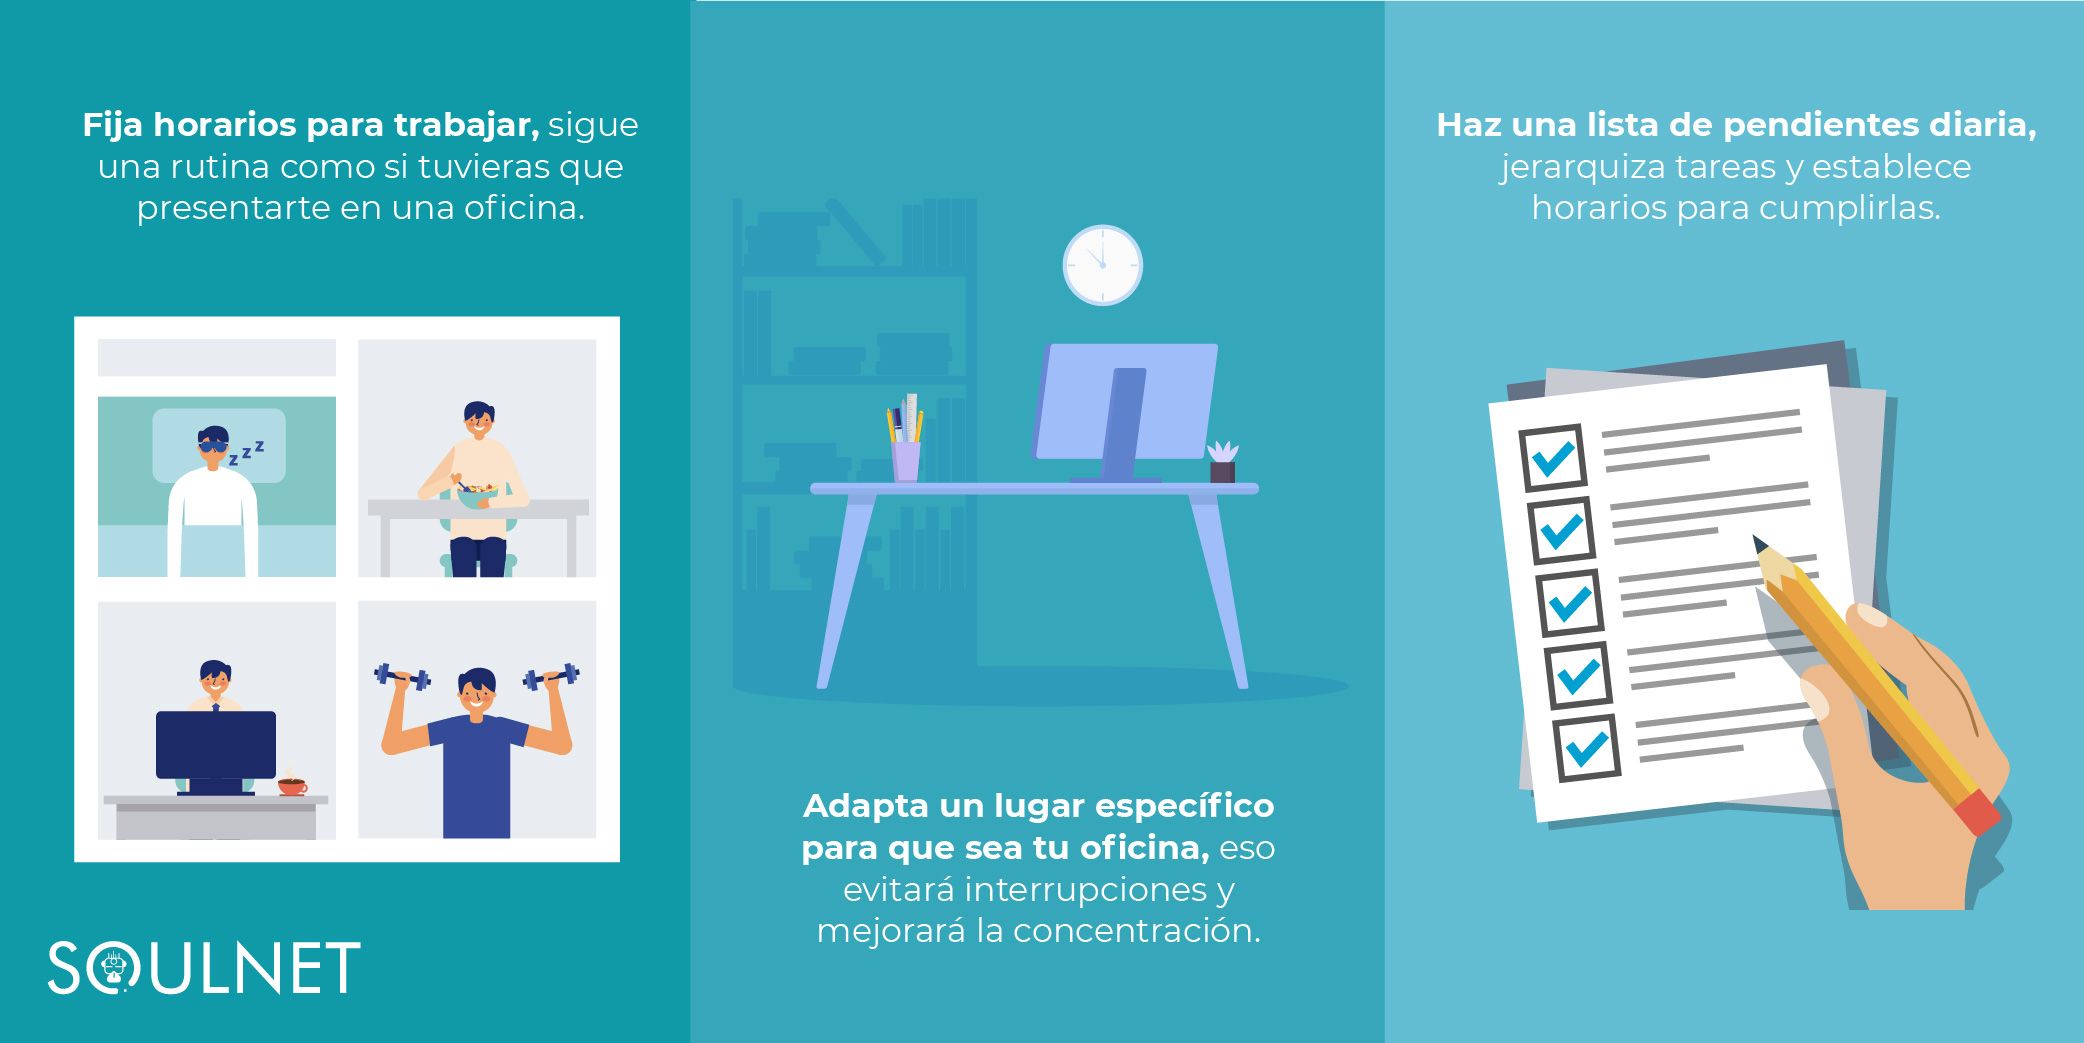 Fija horarios para trabajar, sigue
una rutina como si tuvieras que
presentarte en una oficina.
z z z
SOULNET
Adapta un lugar específico
para que sea tu oficina, eso
evitará interrupciones y
mejorará la concentración.
Haz una lista de pendientes diaria,
jerarquiza tareas y establece
horarios para cumplirlas.